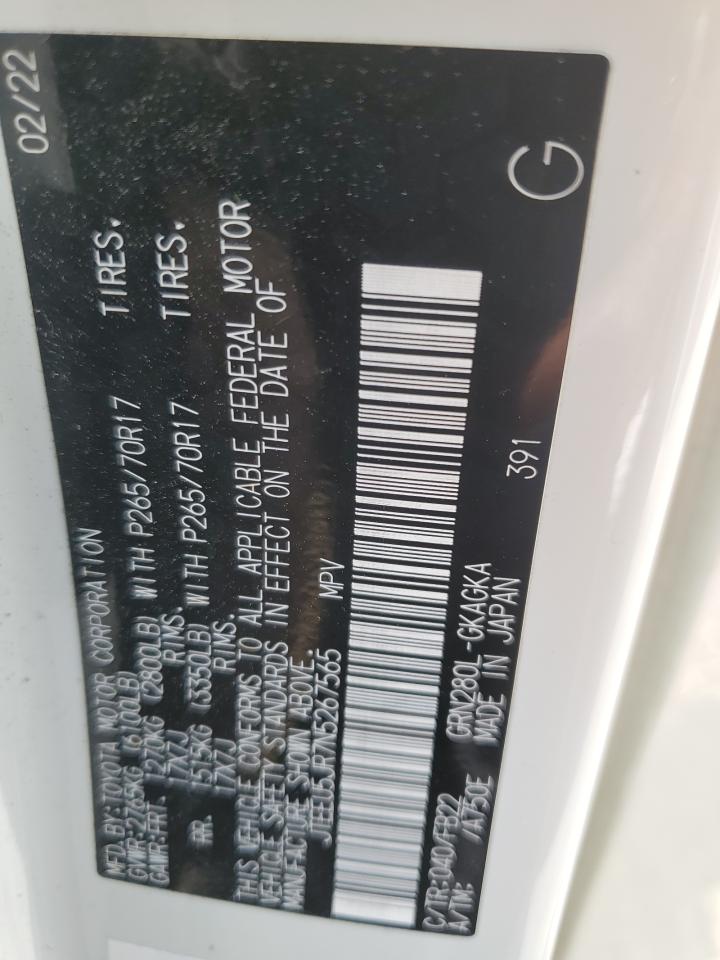 MFD. BY: TOYOTA MOTOR CORPORATION 02/22
GVWR: 2765KG (6100LB)
GAWR: FRT. 1270KG (2800LB) WITH P265/70R17 TIRES.
17X7J RIMS.
RR. 1515KG (3350LB) WITH P265/70R17 TIRES.
17X7J RIMS.
THIS VEHICLE CONFORMS TO ALL APPLICABLE FEDERAL MOTOR
VEHICLE SAFETY STANDARDS IN EFFECT ON THE DATE OF
MANUFACTURE SHOWN ABOVE.
JTEEU5JR7N5267565 MPV
C/TR: 040/FB22 GRN280L-GKAGKA
A/TM: /A750E MADE IN JAPAN
391
G